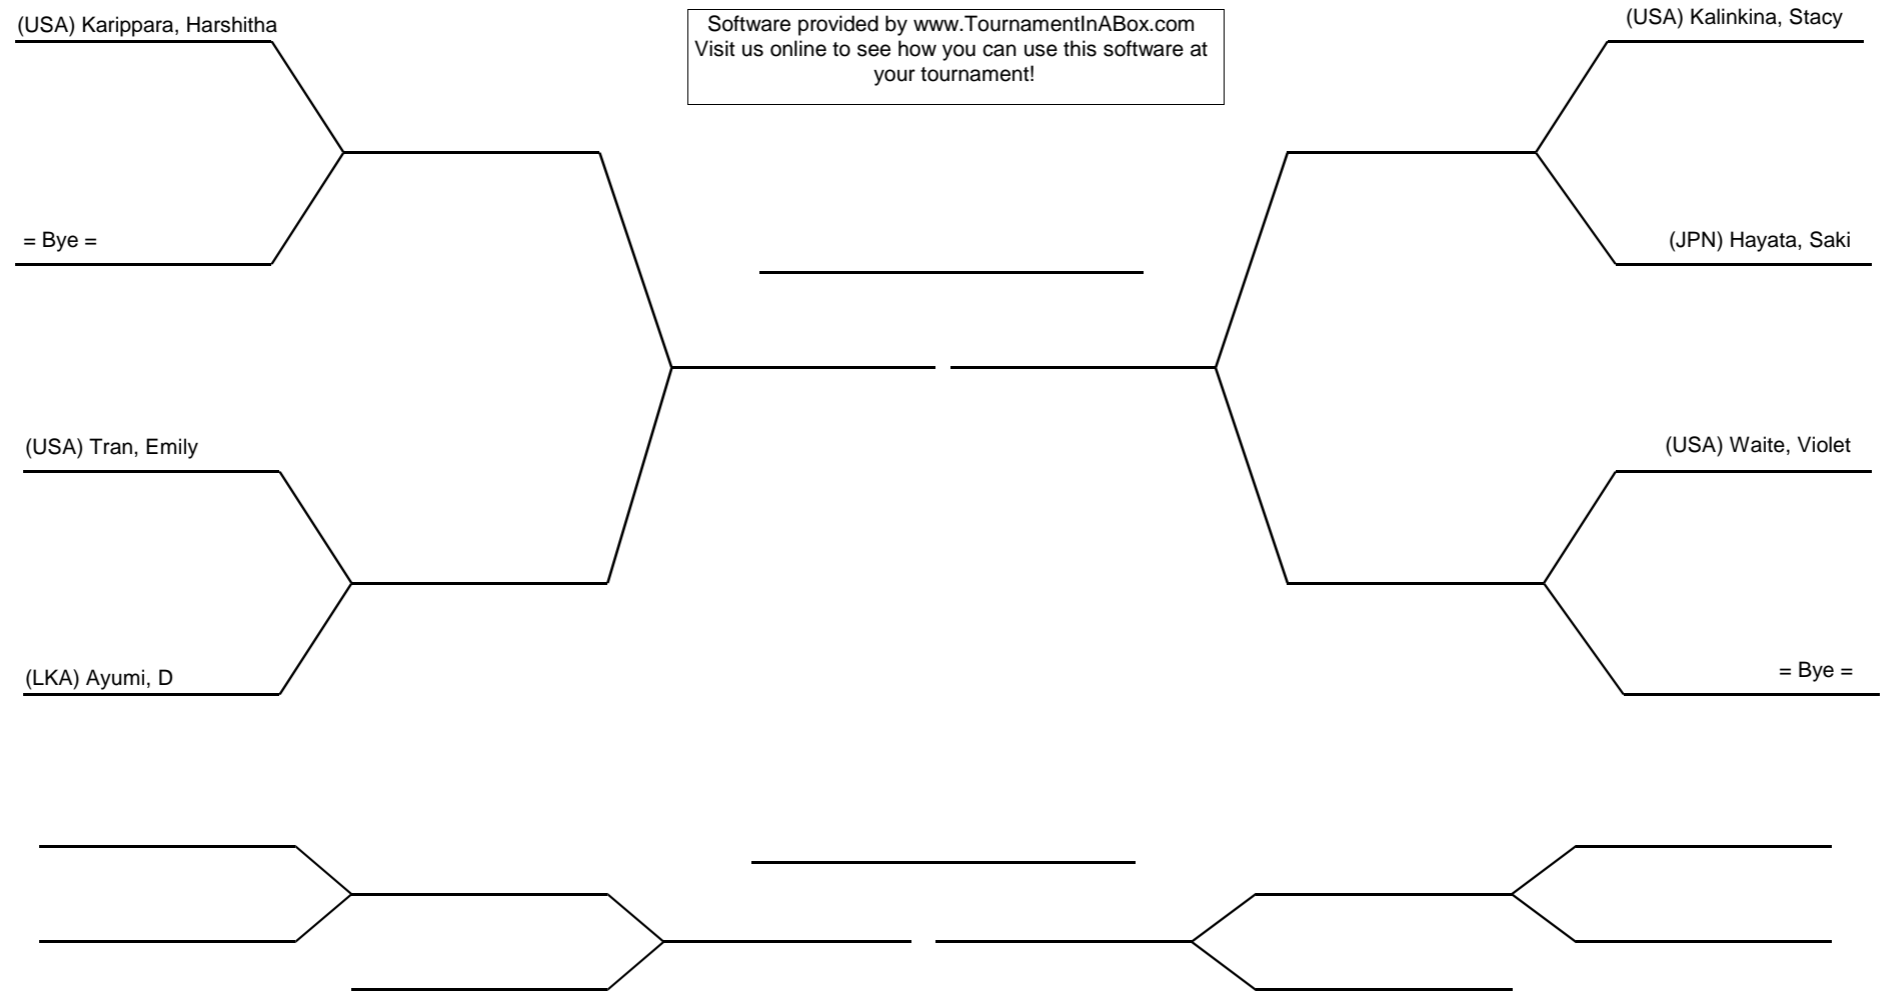 (USA) Karippara, Harshitha
Software provided by www.TournamentInABox.com
Visit us online to see how you can use this software at
your tournament!
(USA) Kalinkina, Stacy
= Bye =
(JPN) Hayata, Saki
(USA) Tran, Emily
(USA) Waite, Violet
(LKA) Ayumi, D
= Bye =